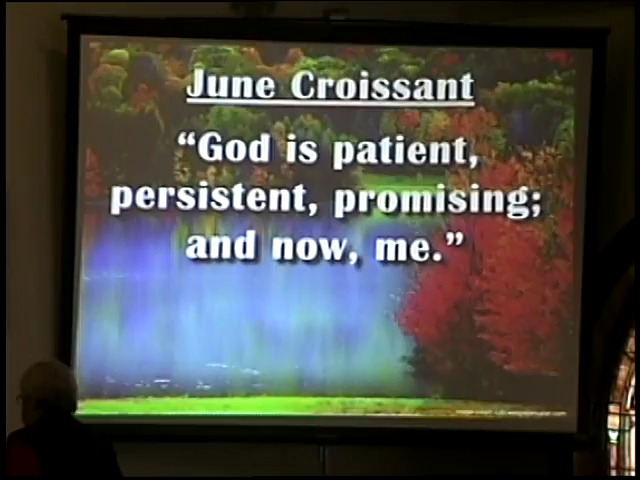 June Croissant
“God is patient,
persistent, promising;
and now, me.”